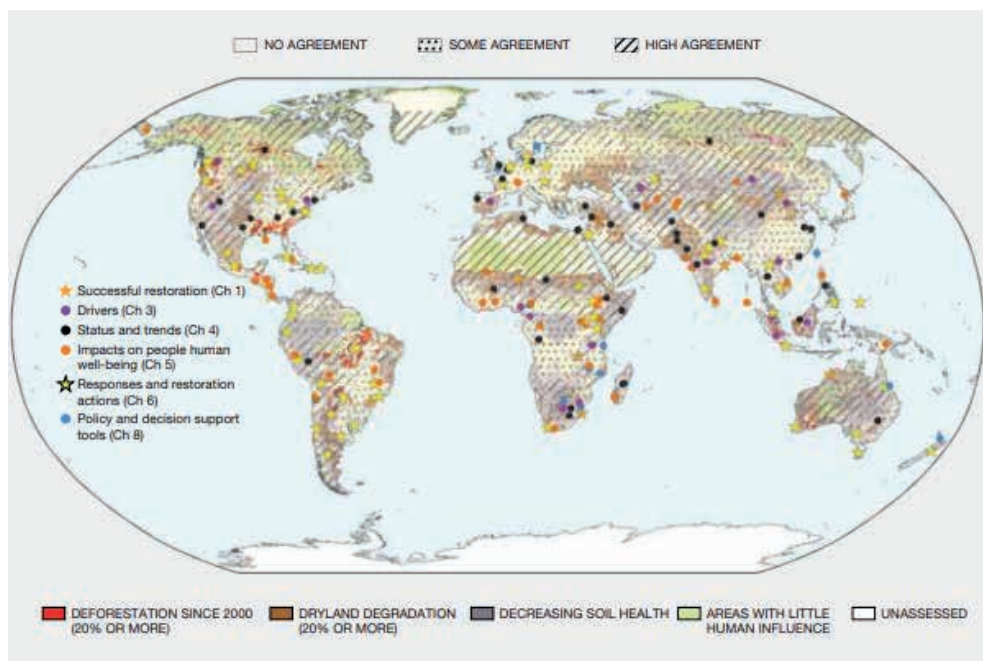 NO AGREEMENT
SOME AGREEMENT
HIGH AGREEMENT
Successful restoration (Ch 1)
Drivers (Ch 3)
Status and trends (Ch 4)
Impacts on people human
well-being (Ch 5)
Responses and restoration
actions (Ch 6)
Policy and decision support
tools (Ch 8)
DEFORESTATION SINCE 2000
(20% OR MORE)
DRYLAND DEGRADATION
(20% OR MORE)
DECREASING SOIL HEALTH
AREAS WITH LITTLE
HUMAN INFLUENCE
UNASSESSED